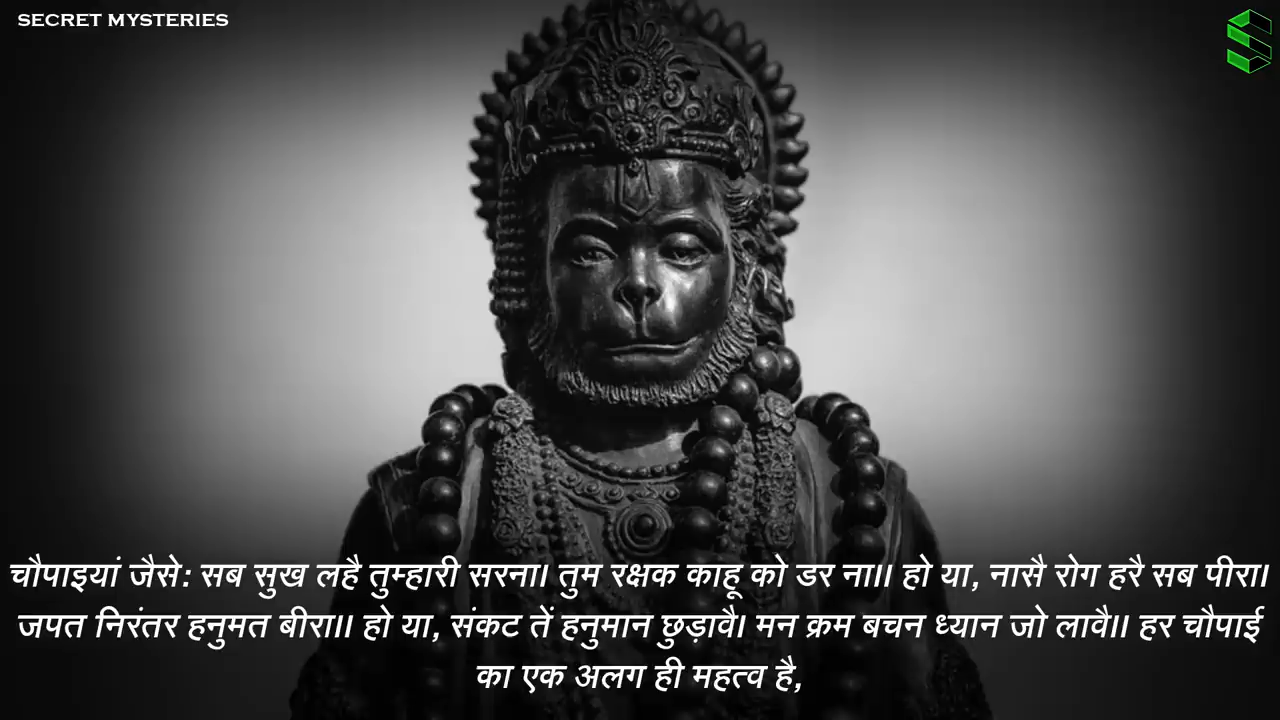 SECRET MYSTERIES
चौपाइयां जैसे: सब सुख लहै तुम्हारी सरना। तुम रक्षक काहू को डर ना।। हो या, नासै रोग हरै सब पीरा।
जपत निरंतर हनुमत बीरा।। हो या, संकट तें हनुमान छुड़ावै। मन क्रम बचन ध्यान जो लावै।। हर चौपाई
का एक अलग ही महत्व है,